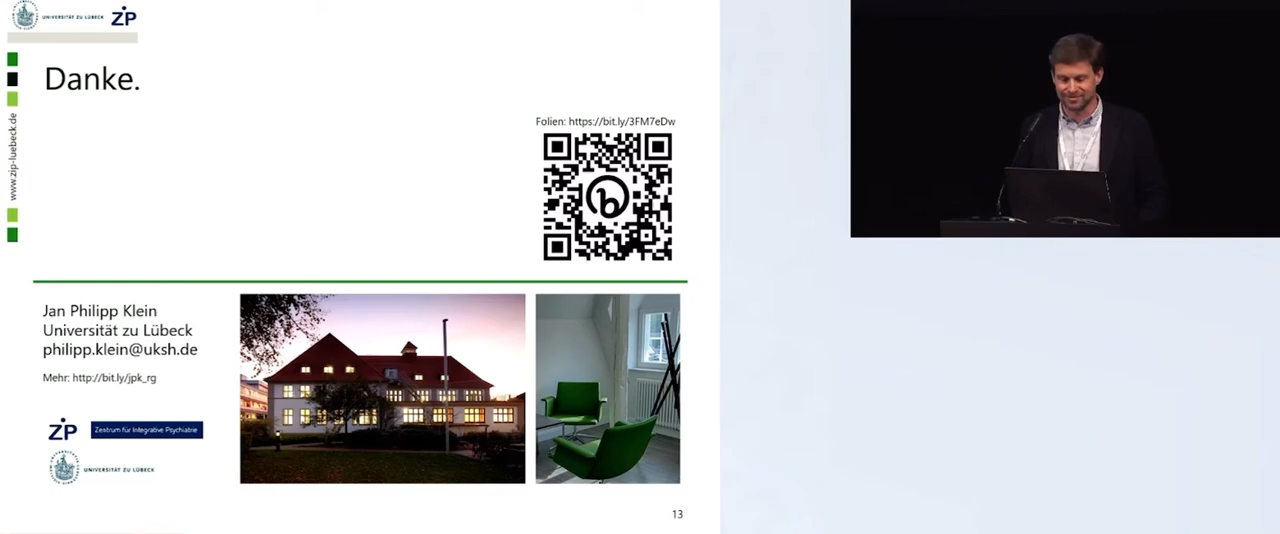 UNIVERSITÄT ZU LÜBECK
ZiP
www.zip-luebeck.de
Danke.
Folien: https://bit.ly/3FM7eDw
b
Jan Philipp Klein
Universität zu Lübeck
philipp.klein@uksh.de
Mehr: http://bit.ly/jpk_rg
ZiP
Zentrum für Integrative Psychiatrie
UNIVERSITÄT ZU LÜBECK
13